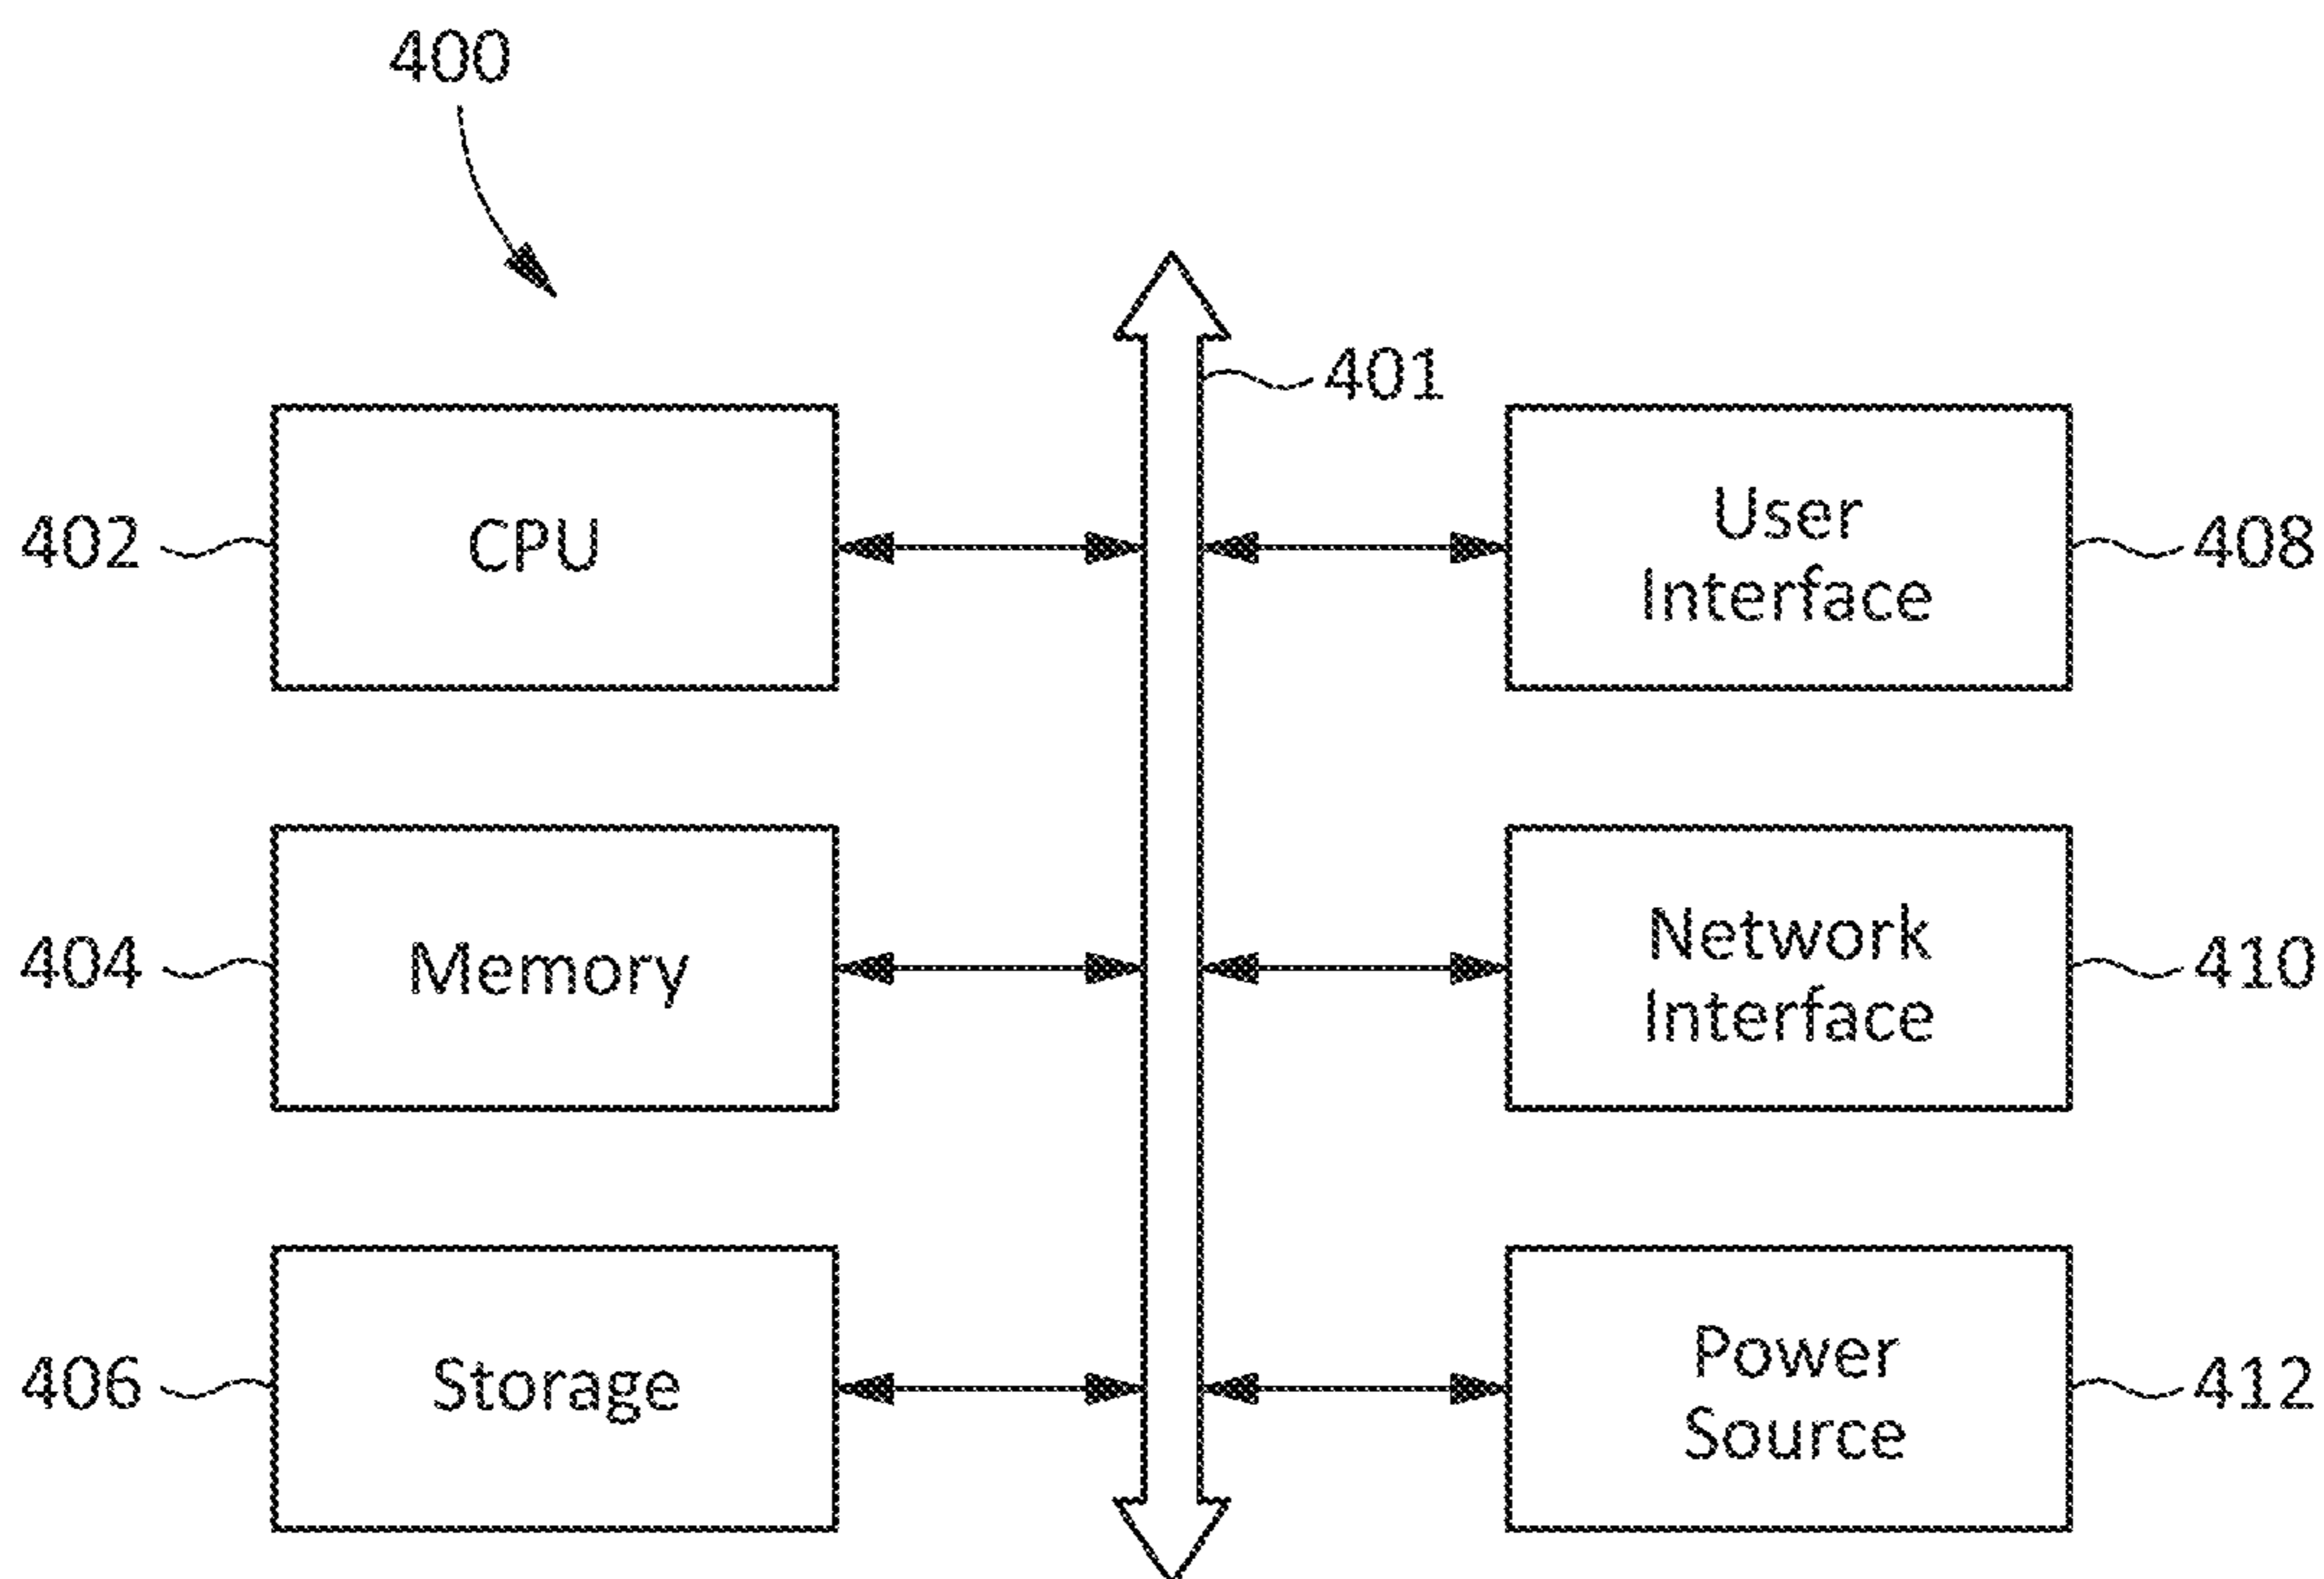 400
401
402
CPU
User
Interface
408
404
Memory
Network
Interface
410
406
Storage
Power
Source
412